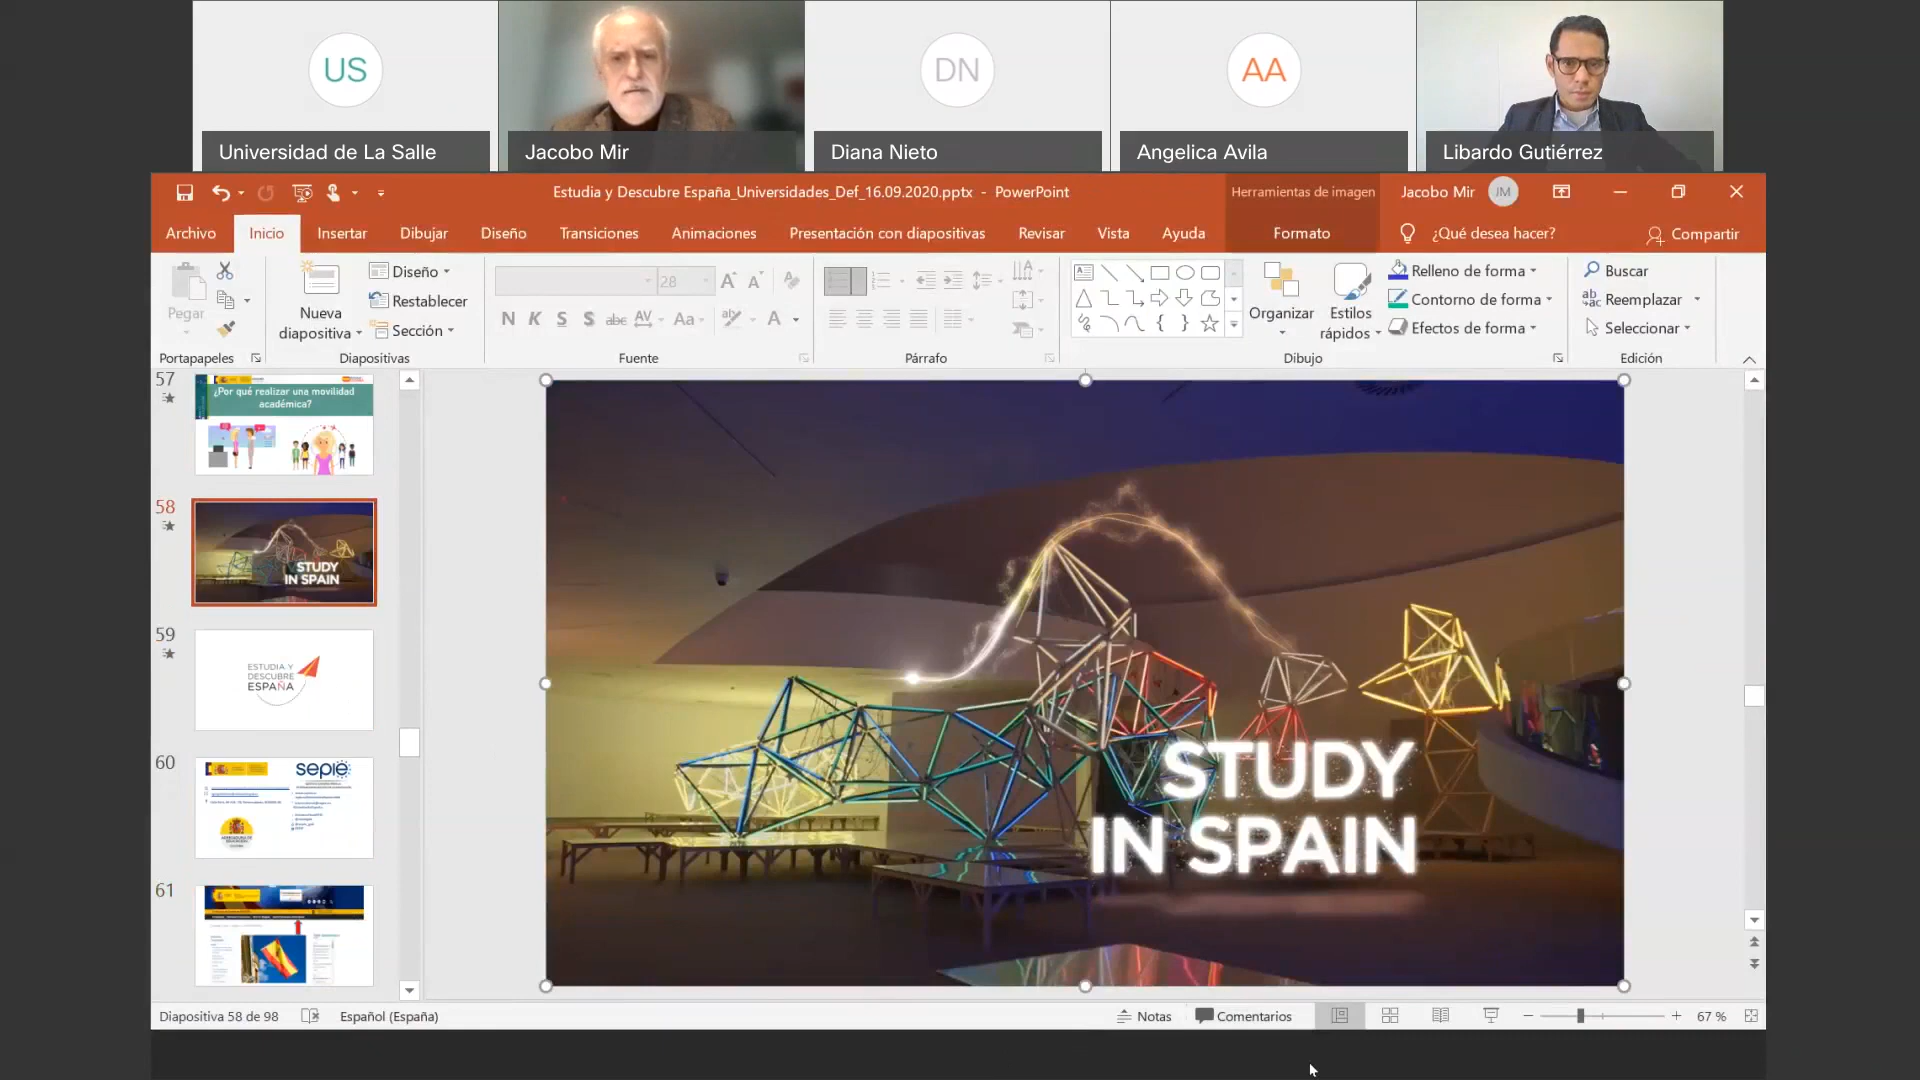 US
DN
AA
Universidad de La Salle
Jacobo Mir
Diana Nieto
Angelica Avila
Libardo Gutiérrez
Estudia y Descubre España_Universidades_Def_16.09.2020.pptx - PowerPoint
Herramientas de imagen
Jacobo Mir
JM
Archivo
Inicio
Insertar
Dibujar
Diseño
Transiciones
Animaciones
Presentación con diapositivas
Revisar
Vista
Ayuda
Formato
¿Qué desea hacer?
Compartir
Pegar
Portapapeles
Nueva
diapositiva
Diseño
Restablecer
Sección
Diapositivas
28
N K S S abc AV Aa A
Fuente
Párrafo
Organizar
Estilos
rápidos
Relleno de forma
Contorno de forma
Efectos de forma
Dibujo
Buscar
Reemplazar
Seleccionar
Edición
57
¿Por qué realizar una movilidad
académica?
58
STUDY
IN SPAIN
59
ESTUDIA Y
DESCUBRE
ESPAÑA
60
sepie
61
STUDY
IN SPAIN
Diapositiva 58 de 98
Español (España)
Notas
Comentarios
67 %